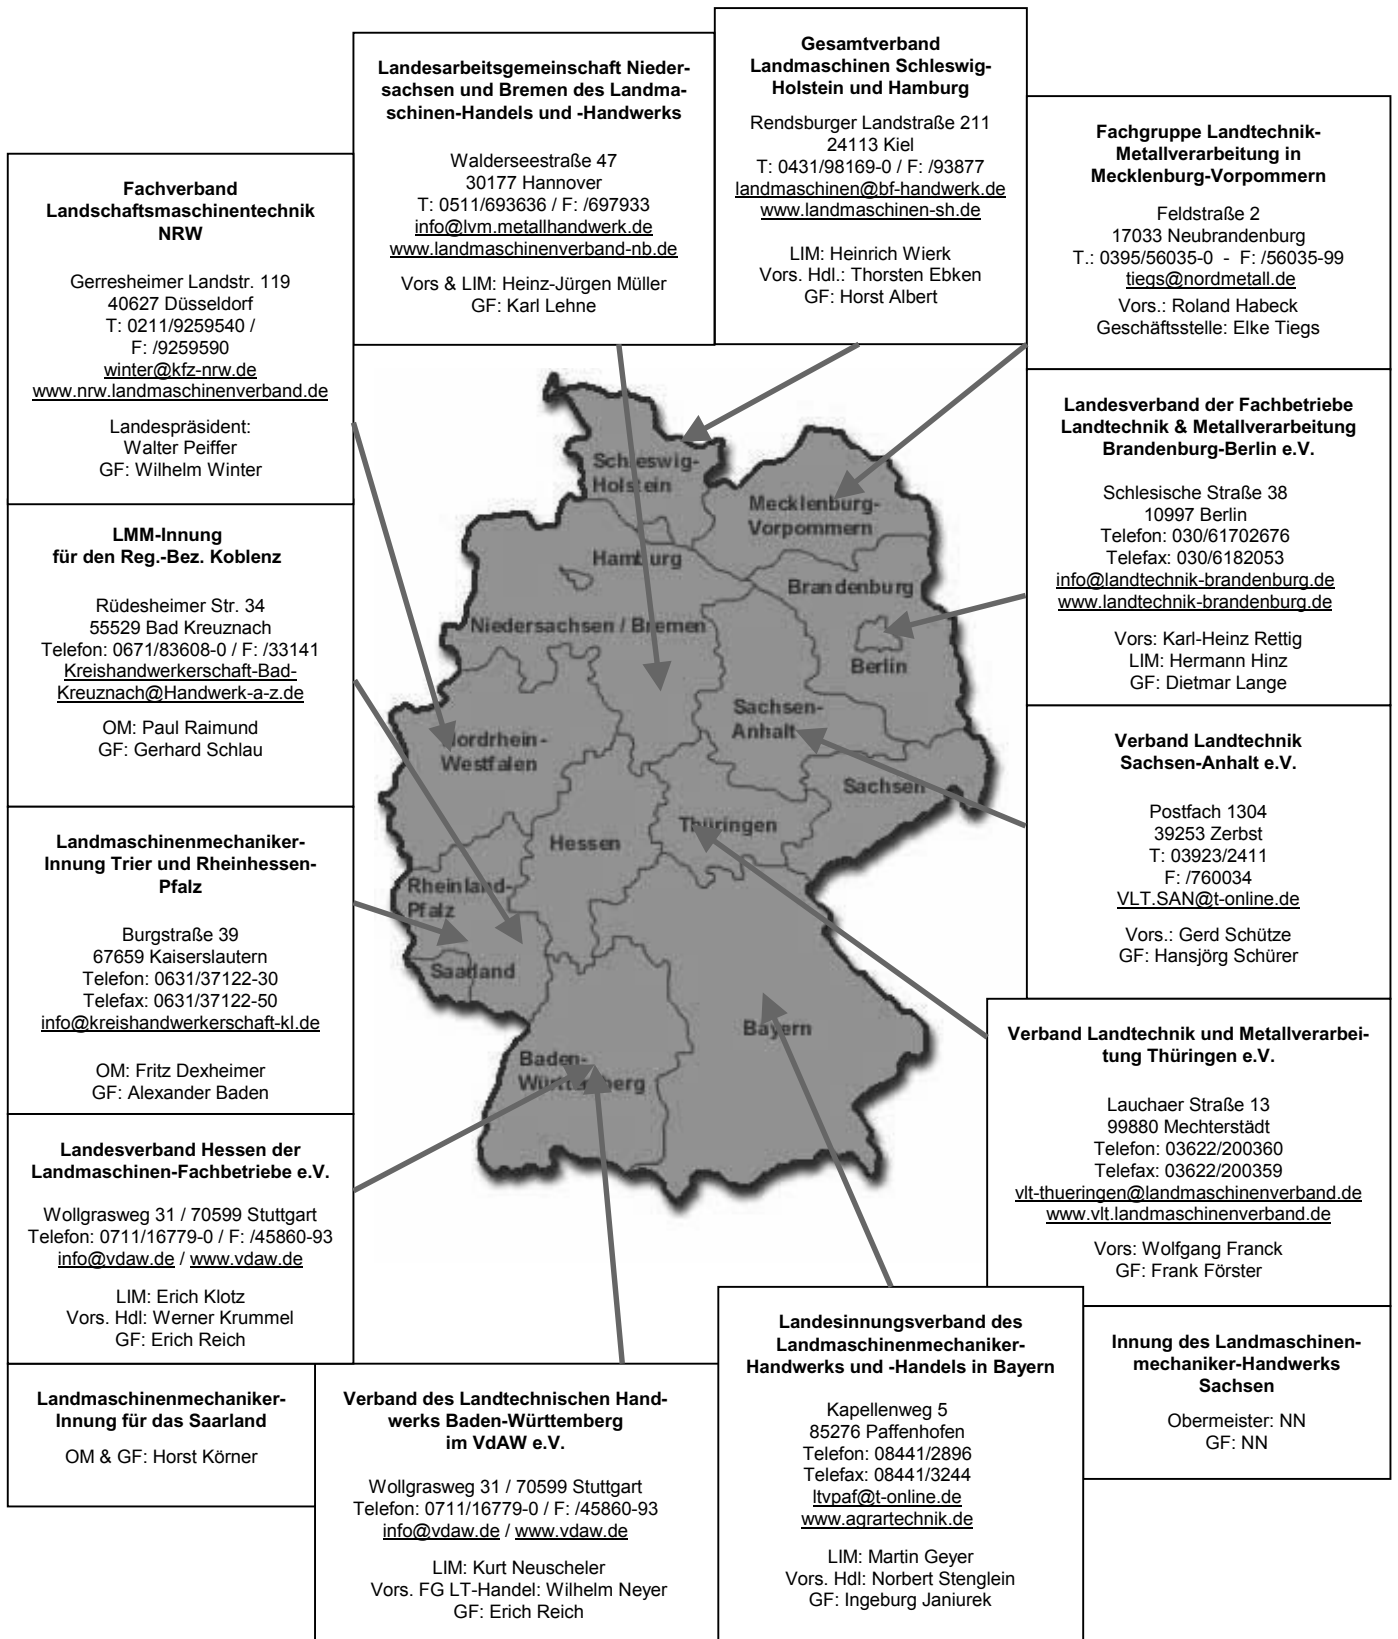 Gesamtverband
Landmaschinen Schleswig-
Holstein und Hamburg
Rendsburger Landstraße 211
24113 Kiel
T: 0431/98169-0 / F: /93877
landmaschinen@bf-handwerk.de
www.landmaschinen-sh.de
LIM: Heinrich Wierk
Vors. Hdl.: Thorsten Ebken
GF: Horst Albert
Landesarbeitsgemeinschaft Nieder-
sachsen und Bremen des Landma-
schinen-Handels und -Handwerks
Walderseestraße 47
30177 Hannover
T: 0511/693636 / F: /697933
info@lvm.metallhandwerk.de
www.landmaschinenverband-nb.de
Vors & LIM: Heinz-Jürgen Müller
GF: Karl Lehne
Fachgruppe Landtechnik-
Metallverarbeitung in
Mecklenburg-Vorpommern
Feldstraße 2
17033 Neubrandenburg
T.: 0395/56035-0 - F: /56035-99
tiegs@nordmetall.de
Vors.: Roland Habeck
Geschäftsstelle: Elke Tiegs
Fachverband
Landschaftsmaschinentechnik
NRW
Gerresheimer Landstr. 119
40627 Düsseldorf
T: 0211/9259540 /
F: /9259590
winter@kfz-nrw.de
www.nrw.landmaschinenverband.de
Landespräsident:
Walter Peiffer
GF: Wilhelm Winter
Landesverband der Fachbetriebe
Landtechnik & Metallverarbeitung
Brandenburg-Berlin e.V.
Schlesische Straße 38
10997 Berlin
Telefon: 030/61702676
Telefax: 030/6182053
info@landtechnik-brandenburg.de
www.landtechnik-brandenburg.de
Vors: Karl-Heinz Rettig
LIM: Hermann Hinz
GF: Dietmar Lange
LMM-Innung
für den Reg.-Bez. Koblenz
Rüdesheimer Str. 34
55529 Bad Kreuznach
Telefon: 0671/83608-0 / F: /33141
Kreishandwerkerschaft-Bad-
Kreuznach@Handwerk-a-z.de
OM: Paul Raimund
GF: Gerhard Schlau
Schleswig-
Holstein
Mecklenburg-
Vorpommern
Hamburg
Brandenburg
Niedersachsen / Bremen
Berlin
Sachsen-
Anhalt
Nordrhein-
Westfalen
Sachsen
Thüringen
Hessen
Rheinland-
Pfalz
Saarland
Bayern
Baden-
Württemberg
Verband Landtechnik
Sachsen-Anhalt e.V.
Postfach 1304
39253 Zerbst
T: 03923/2411
F: /760034
VLT.SAN@t-online.de
Vors.: Gerd Schütze
GF: Hansjörg Schürer
Landmaschinenmechaniker-
Innung Trier und Rheinhessen-
Pfalz
Burgstraße 39
67659 Kaiserslautern
Telefon: 0631/37122-30
Telefax: 0631/37122-50
info@kreishandwerkerschaft-kl.de
OM: Fritz Dexheimer
GF: Alexander Baden
Verband Landtechnik und Metallverarbei-
tung Thüringen e.V.
Lauchaer Straße 13
99880 Mechterstädt
Telefon: 03622/200360
Telefax: 03622/200359
vlt-thueringen@landmaschinenverband.de
www.vlt.landmaschinenverband.de
Vors: Wolfgang Franck
GF: Frank Förster
Landesverband Hessen der
Landmaschinen-Fachbetriebe e.V.
Wollgrasweg 31 / 70599 Stuttgart
Telefon: 0711/16779-0 / F: /45860-93
info@vdaw.de / www.vdaw.de
LIM: Erich Klotz
Vors. Hdl: Werner Krummel
GF: Erich Reich
Landmaschinenmechaniker-
Innung für das Saarland
OM & GF: Horst Körner
Verband des Landtechnischen Hand-
werks Baden-Württemberg
im VdAW e.V.
Wollgrasweg 31 / 70599 Stuttgart
Telefon: 0711/16779-0 / F: /45860-93
info@vdaw.de / www.vdaw.de
LIM: Kurt Neuscheler
Vors. FG LT-Handel: Wilhelm Neyer
GF: Erich Reich
Landesinnungsverband des
Landmaschinenmechaniker-
Handwerks und -Handels in Bayern
Kapellenweg 5
85276 Paffenhofen
Telefon: 08441/2896
Telefax: 08441/3244
ltvpaf@t-online.de
www.agrartechnik.de
LIM: Martin Geyer
Vors. Hdl: Norbert Stenglein
GF: Ingeburg Janiurek
Innung des Landmaschinen-
mechaniker-Handwerks
Sachsen
Obermeister: NN
GF: NN